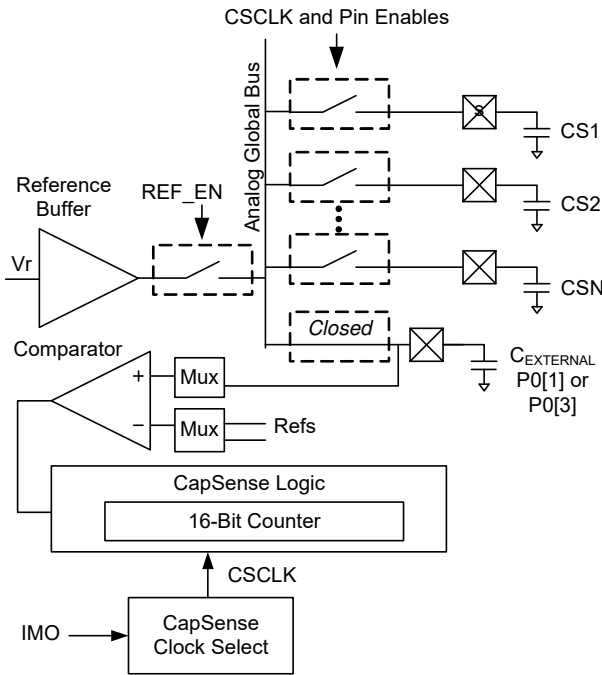 CSCLK and Pin Enables
Analog Global Bus
S
CS1
Reference
Buffer
REF_EN
CS2
Vr
CSN
Closed
Comparator
CEXTERNAL
P0[1] or
P0[3]
+
Mux
−
Mux
Refs
CapSense Logic
16-Bit Counter
CSCLK
IMO
CapSense
Clock Select